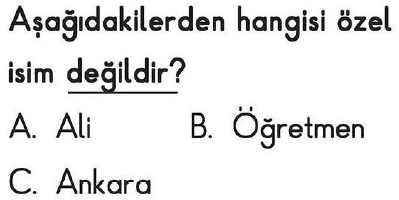 Aşağıdakilerden hangisi özel
isim değildir?
A. Ali B. Öğretmen
C. Ankara